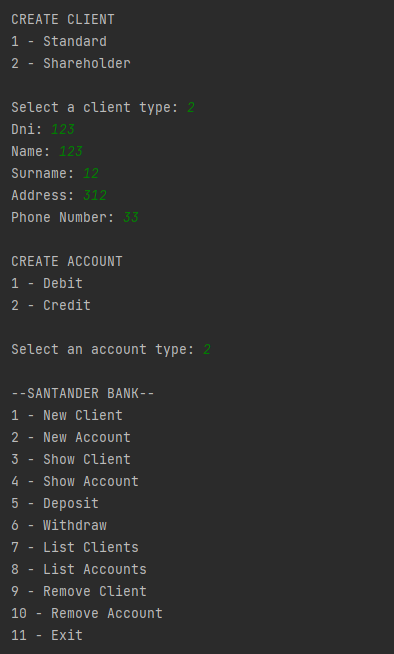 CREATE CLIENT
1 - Standard
2 - Shareholder
Select a client type: 2
Dni: 123
Name: 123
Surname: 12
Address: 312
Phone Number: 33
CREATE ACCOUNT
1 - Debit
2 - Credit
Select an account type: 2
--SANTANDER BANK--
1 - New Client
2 - New Account
3 - Show Client
4 - Show Account
5 - Deposit
6 - Withdraw
7 - List Clients
8 - List Accounts
9 - Remove Client
10 - Remove Account
11 - Exit